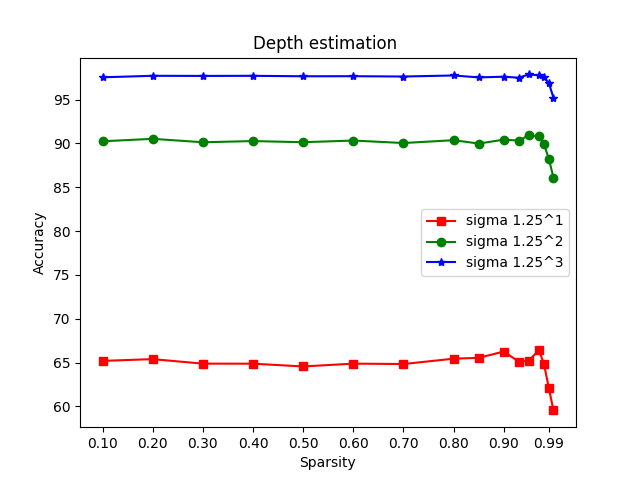 Depth estimation
Accuracy
95
90
85
80
75
70
65
60
sigma 1.25^1
sigma 1.25^2
sigma 1.25^3
0.10 0.20 0.30 0.40 0.50 0.60 0.70 0.80 0.90 0.99
Sparsity